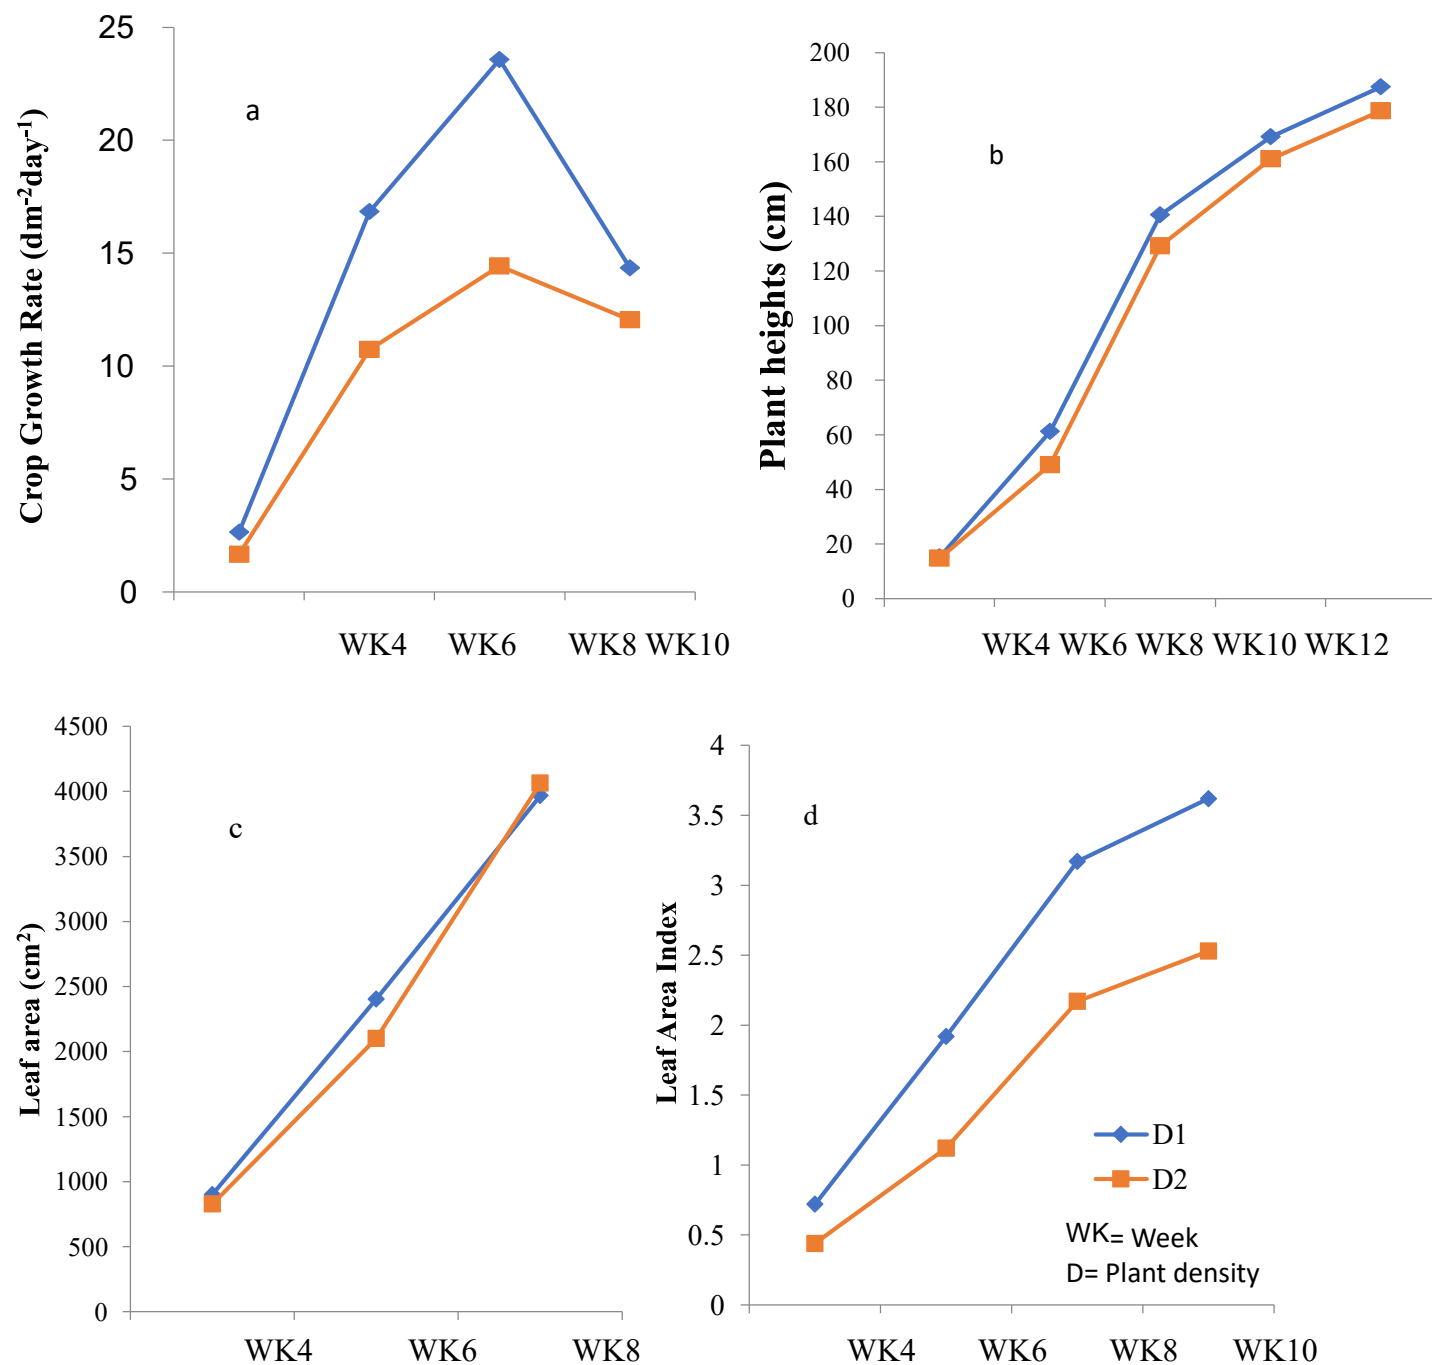 Crop Growth Rate (dm⁻²day⁻¹)
25
20
15
10
5
0
a
WK4 WK6 WK8 WK10
Plant heights (cm)
200
180
160
140
120
100
80
60
40
20
0
b
WK4 WK6 WK8 WK10 WK12
Leaf area (cm²)
4500
4000
3500
3000
2500
2000
1500
1000
500
0
c
WK4 WK6 WK8
Leaf Area Index
4
3.5
3
2.5
2
1.5
1
0.5
0
d
D1
D2
WK= Week
D= Plant density
WK4 WK6 WK8 WK10